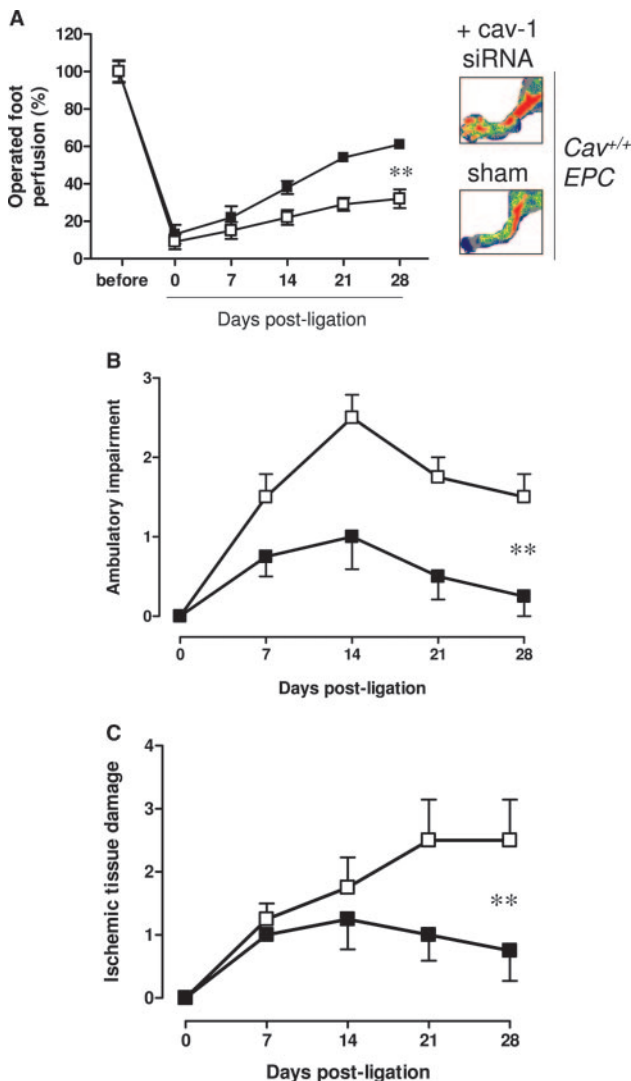 A
Operated foot
perfusion (%)
120
100
80
60
40
20
0
**
before
0
7
14
21
28
Days post-ligation
+ cav-1
siRNA
sham
Cav+/+
EPC
B
Ambulatory impairment
3
2
1
0
**
0
7
14
21
28
Days post-ligation
C
Ischemic tissue damage
4
3
2
1
0
**
0
7
14
21
28
Days post-ligation